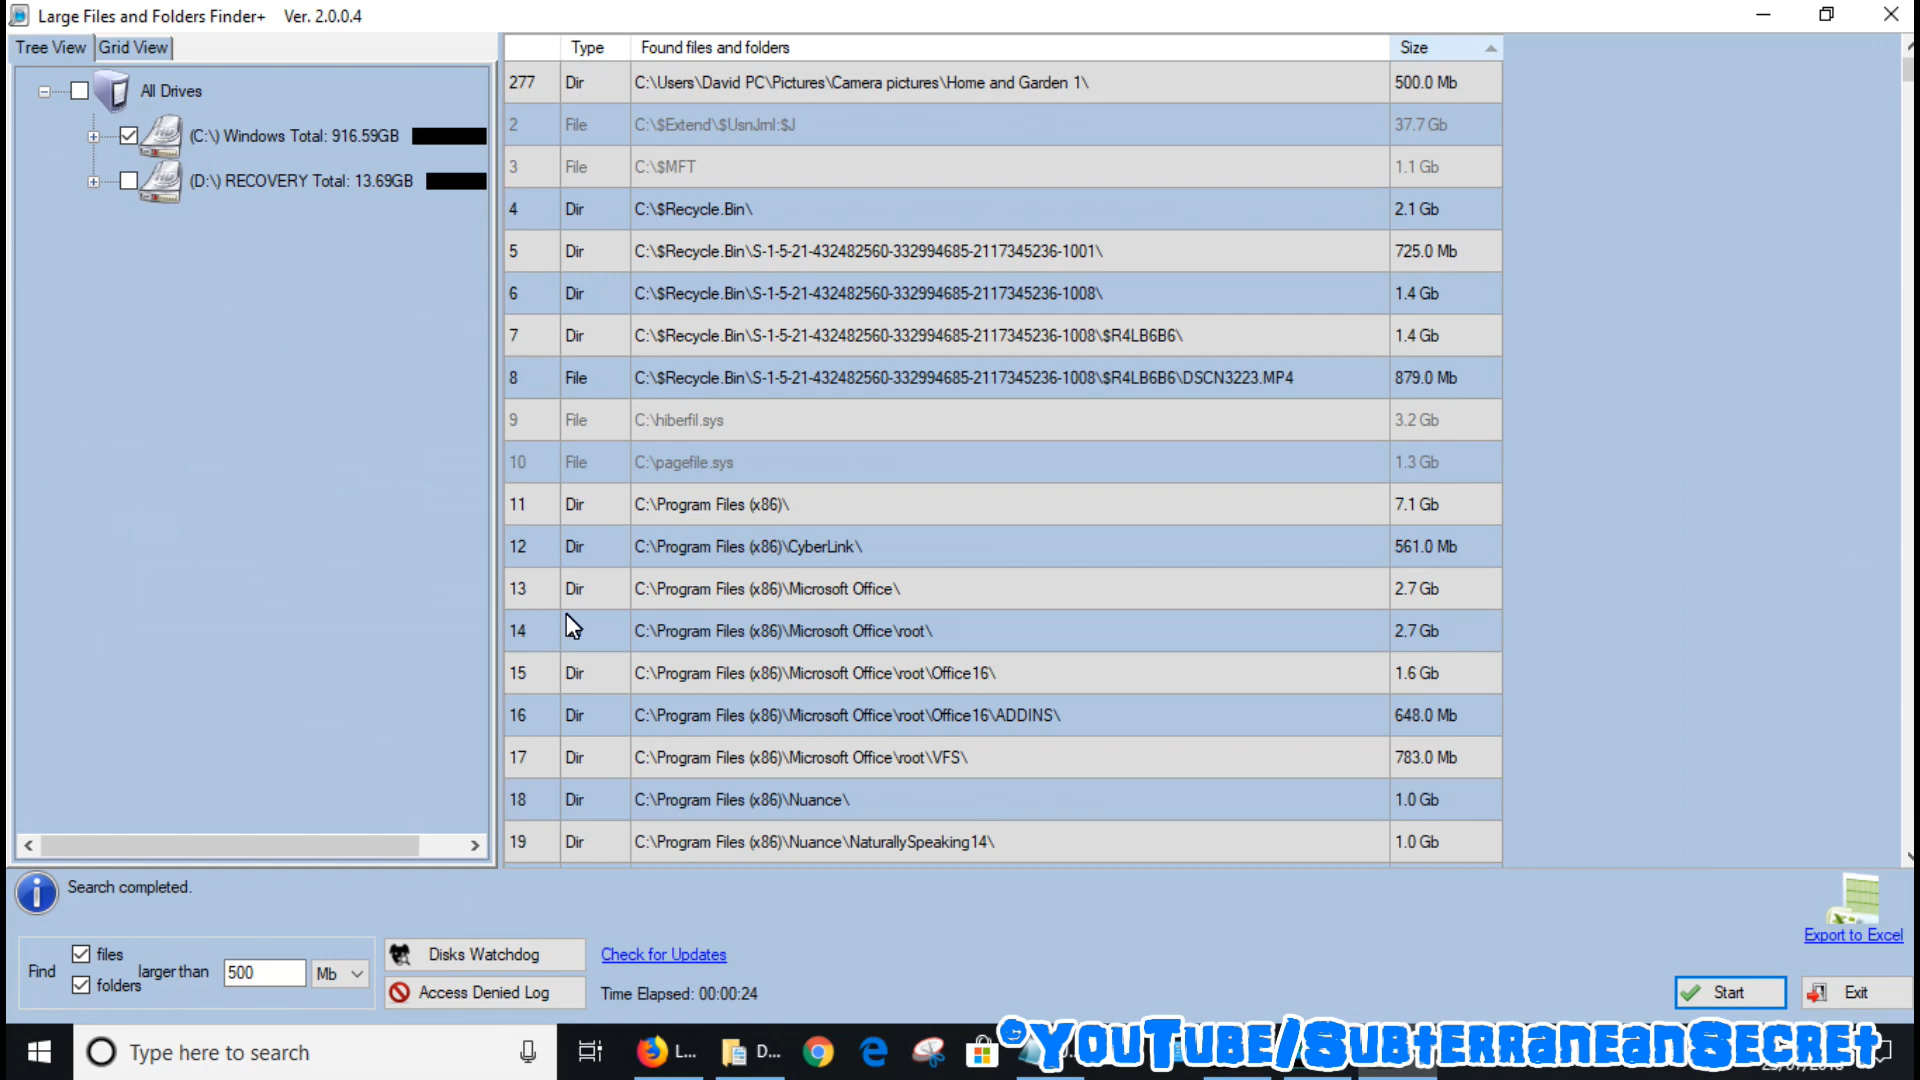 Large Files and Folders Finder+ Ver. 2.0.0.4
Tree View Grid View
All Drives
(C:\) Windows Total: 916.59GB
(D:\) RECOVERY Total: 13.69GB
Type Found files and folders Size
277 Dir C:\Users\David PC\Pictures\Camera pictures\Home and Garden 1\ 500.0 Mb
2 File C:\$Extend\$UsnJrnl:$J 37.7 Gb
3 File C:\$MFT 1.1 Gb
4 Dir C:\$Recycle.Bin\ 2.1 Gb
5 Dir C:\$Recycle.Bin\S-1-5-21-432482560-332994685-2117345236-1001\ 725.0 Mb
6 Dir C:\$Recycle.Bin\S-1-5-21-432482560-332994685-2117345236-1008\ 1.4 Gb
7 Dir C:\$Recycle.Bin\S-1-5-21-432482560-332994685-2117345236-1008\$R4LB6B6\ 1.4 Gb
8 File C:\$Recycle.Bin\S-1-5-21-432482560-332994685-2117345236-1008\$R4LB6B6\DSCN3223.MP4 879.0 Mb
9 File C:\hiberfil.sys 3.2 Gb
10 File C:\pagefile.sys 1.3 Gb
11 Dir C:\Program Files (x86)\ 7.1 Gb
12 Dir C:\Program Files (x86)\CyberLink\ 561.0 Mb
13 Dir C:\Program Files (x86)\Microsoft Office\ 2.7 Gb
14 C:\Program Files (x86)\Microsoft Office\root\ 2.7 Gb
15 Dir C:\Program Files (x86)\Microsoft Office\root\Office16\ 1.6 Gb
16 Dir C:\Program Files (x86)\Microsoft Office\root\Office16\ADDINS\ 648.0 Mb
17 Dir C:\Program Files (x86)\Microsoft Office\root\VFS\ 783.0 Mb
18 Dir C:\Program Files (x86)\Nuance\ 1.0 Gb
19 Dir C:\Program Files (x86)\Nuance\NaturallySpeaking14\ 1.0 Gb
Search completed.
Export to Excel
Find files folders larger than 500 Mb
Disks Watchdog
Check for Updates
Access Denied Log
Time Elapsed: 00:00:24
Start
Exit
Type here to search
L...
D...
©YouTube/SubterraneanSecret